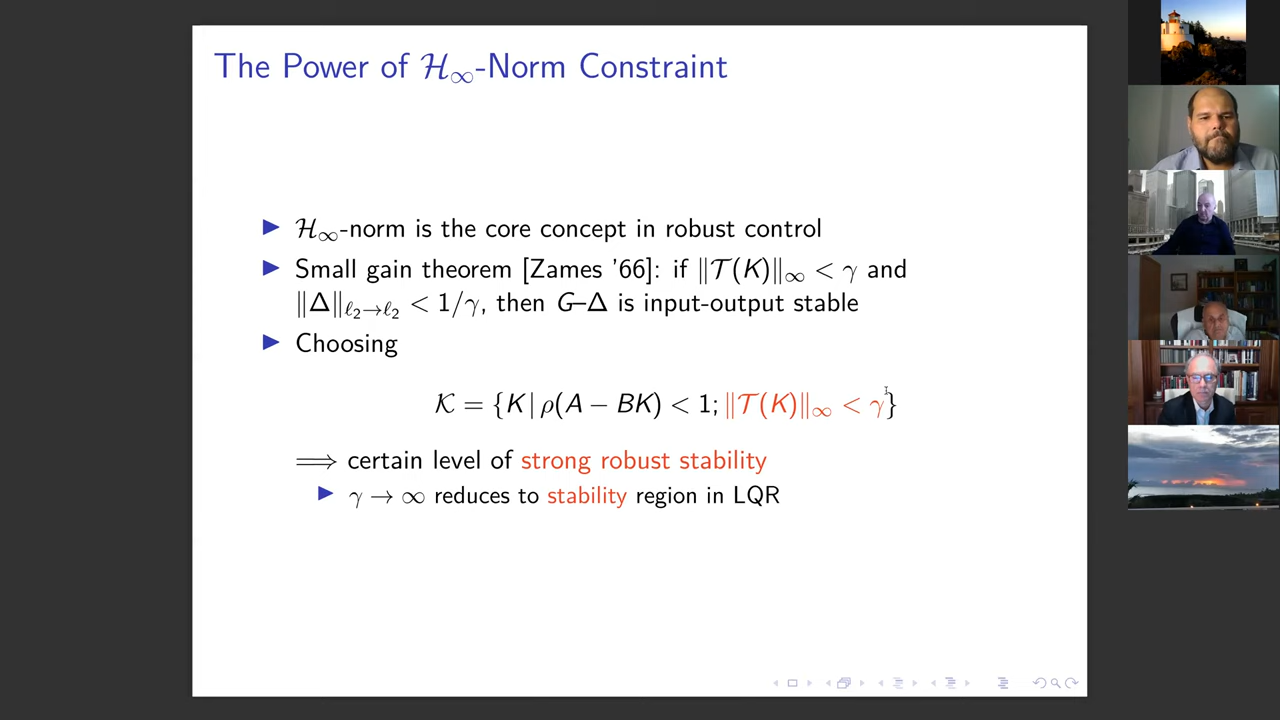 The Power of ℋ∞-Norm Constraint
▶ ℋ∞-norm is the core concept in robust control
▶ Small gain theorem [Zames '66]: if ‖𝒯(K)‖∞ < γ and
‖Δ‖ℓ₂→ℓ₂ < 1/γ, then G–Δ is input-output stable
▶ Choosing
𝒦 = {K | ρ(A − BK) < 1; ‖𝒯(K)‖∞ < γ}
⟹ certain level of strong robust stability
▶ γ → ∞ reduces to stability region in LQR